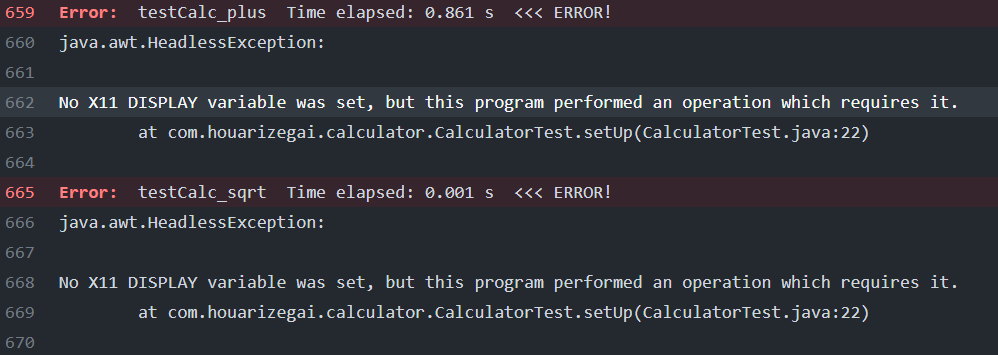 659 Error: testCalc_plus Time elapsed: 0.861 s <<< ERROR!
660 java.awt.HeadlessException:
661
662 No X11 DISPLAY variable was set, but this program performed an operation which requires it.
663 at com.houarizegai.calculator.CalculatorTest.setUp(CalculatorTest.java:22)
664
665 Error: testCalc_sqrt Time elapsed: 0.001 s <<< ERROR!
666 java.awt.HeadlessException:
667
668 No X11 DISPLAY variable was set, but this program performed an operation which requires it.
669 at com.houarizegai.calculator.CalculatorTest.setUp(CalculatorTest.java:22)
670